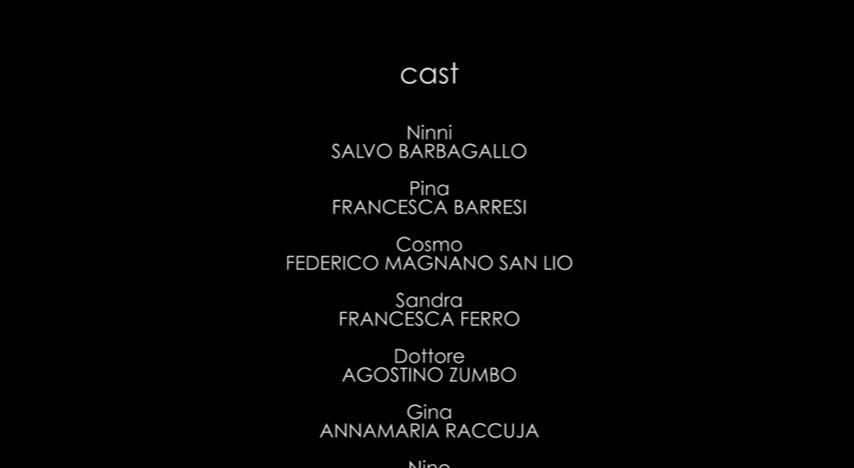 cast
Ninni
SALVO BARBAGALLO
Pina
FRANCESCA BARRESI
Cosmo
FEDERICO MAGNANO SAN LIO
Sandra
FRANCESCA FERRO
Dottore
AGOSTINO ZUMBO
Gina
ANNAMARIA RACCUJA